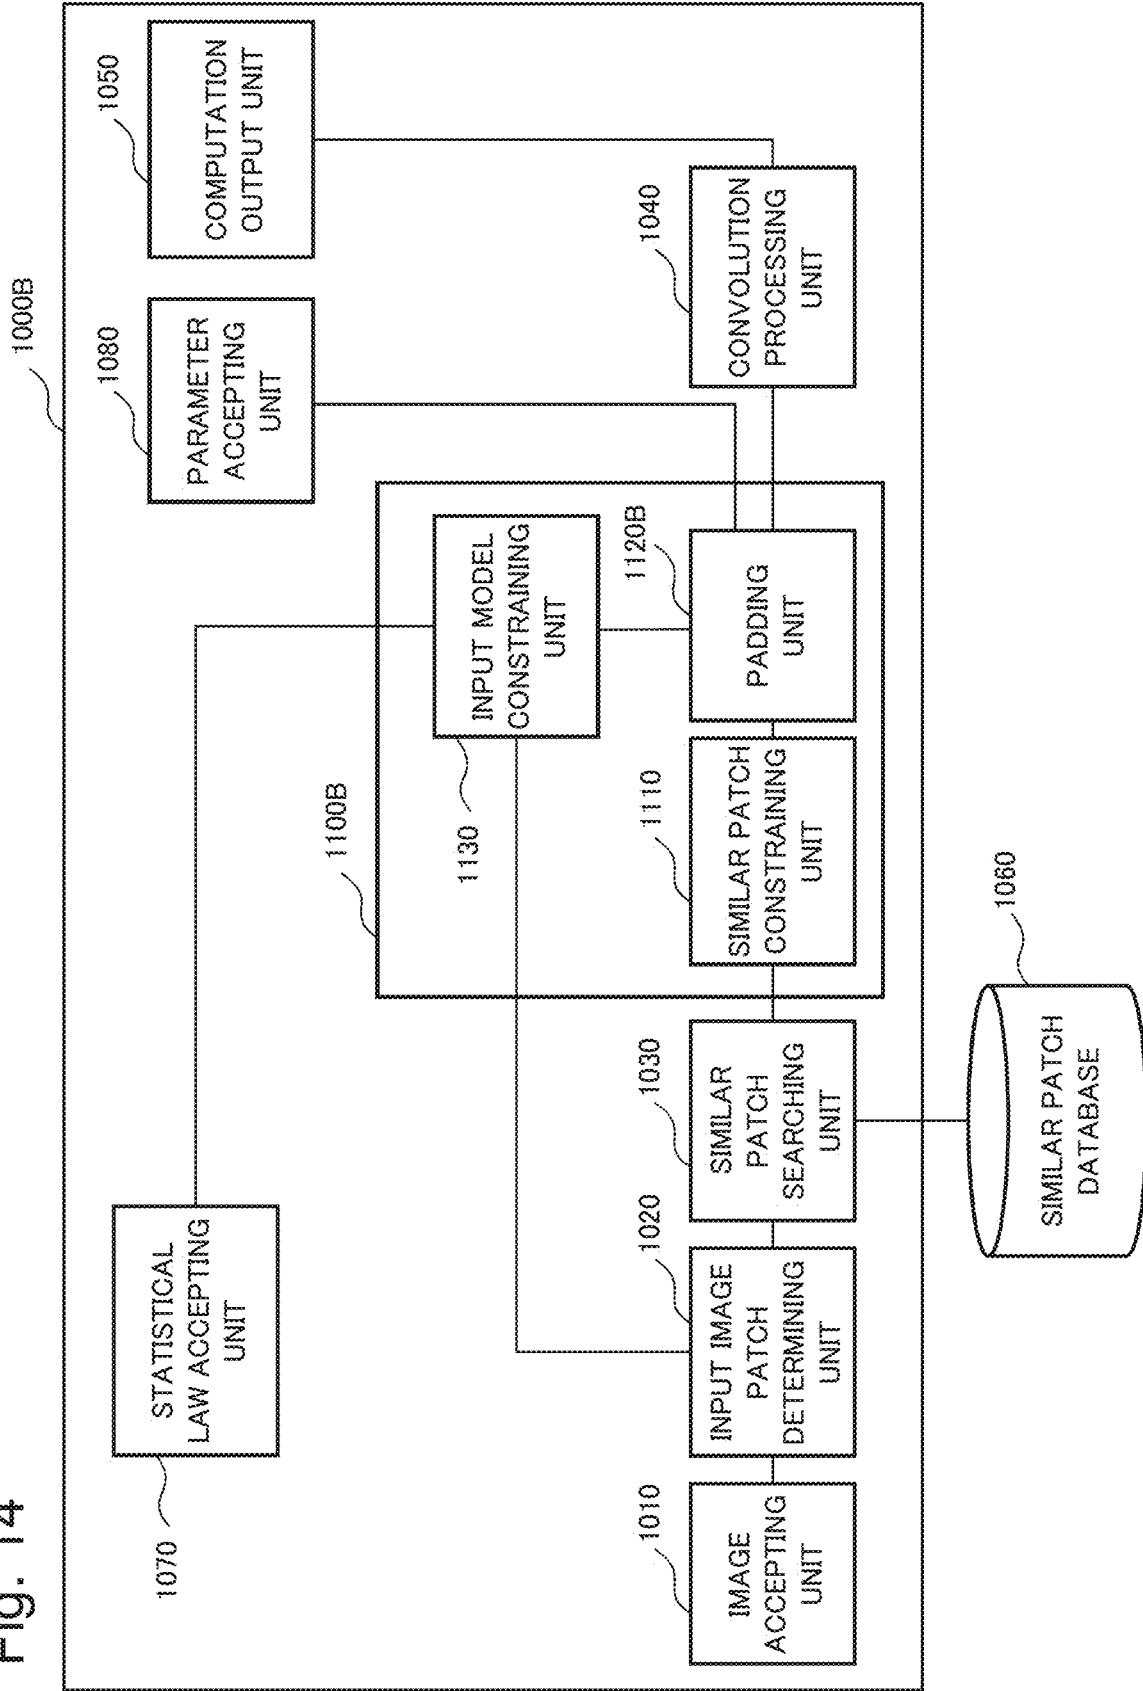 Fig. 14
1000B
1070
STATISTICAL
LAW ACCEPTING
UNIT
1080
PARAMETER
ACCEPTING
UNIT
1050
COMPUTATION
OUTPUT UNIT
1100B
1130
INPUT MODEL
CONSTRAINING
UNIT
1010
IMAGE
ACCEPTING
UNIT
1020
INPUT IMAGE
PATCH
DETERMINING
UNIT
1030
SIMILAR
PATCH
SEARCHING
UNIT
1110
SIMILAR PATCH
CONSTRAINING
UNIT
1120B
PADDING
UNIT
1040
CONVOLUTION
PROCESSING
UNIT
1060
SIMILAR PATCH
DATABASE